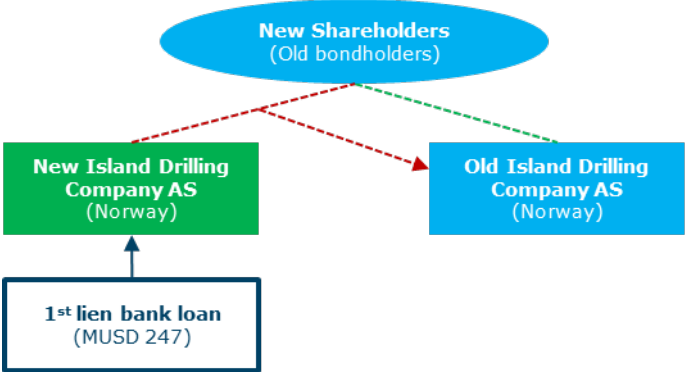 New Shareholders
(Old bondholders)
New Island Drilling
Company AS
(Norway)
Old Island Drilling
Company AS
(Norway)
1st lien bank loan
(MUSD 247)